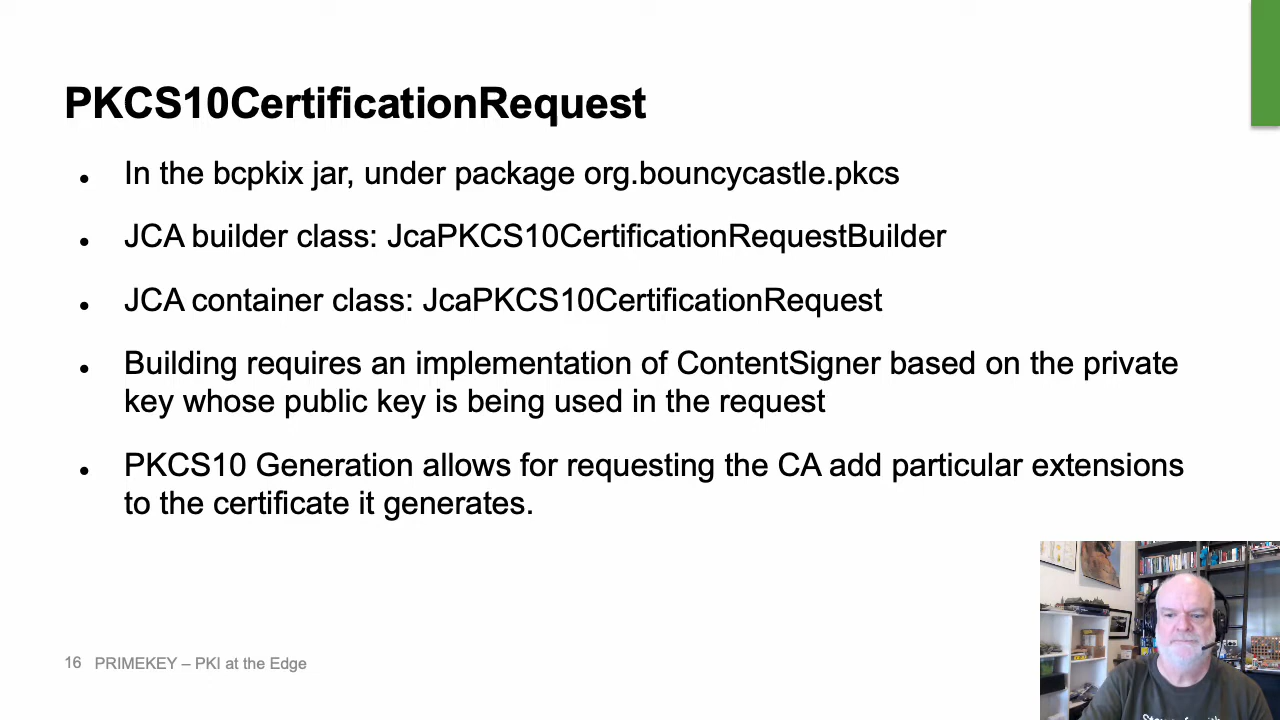 PKCS10CertificationRequest
• In the bcpkix jar, under package org.bouncycastle.pkcs
• JCA builder class: JcaPKCS10CertificationRequestBuilder
• JCA container class: JcaPKCS10CertificationRequest
• Building requires an implementation of ContentSigner based on the private
key whose public key is being used in the request
• PKCS10 Generation allows for requesting the CA add particular extensions
to the certificate it generates.
16 PRIMEKEY – PKI at the Edge